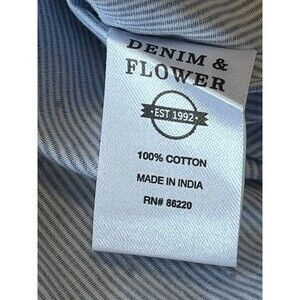 DENIM &
FLOWER
EST 1992
100% COTTON
MADE IN INDIA
RN# 86220